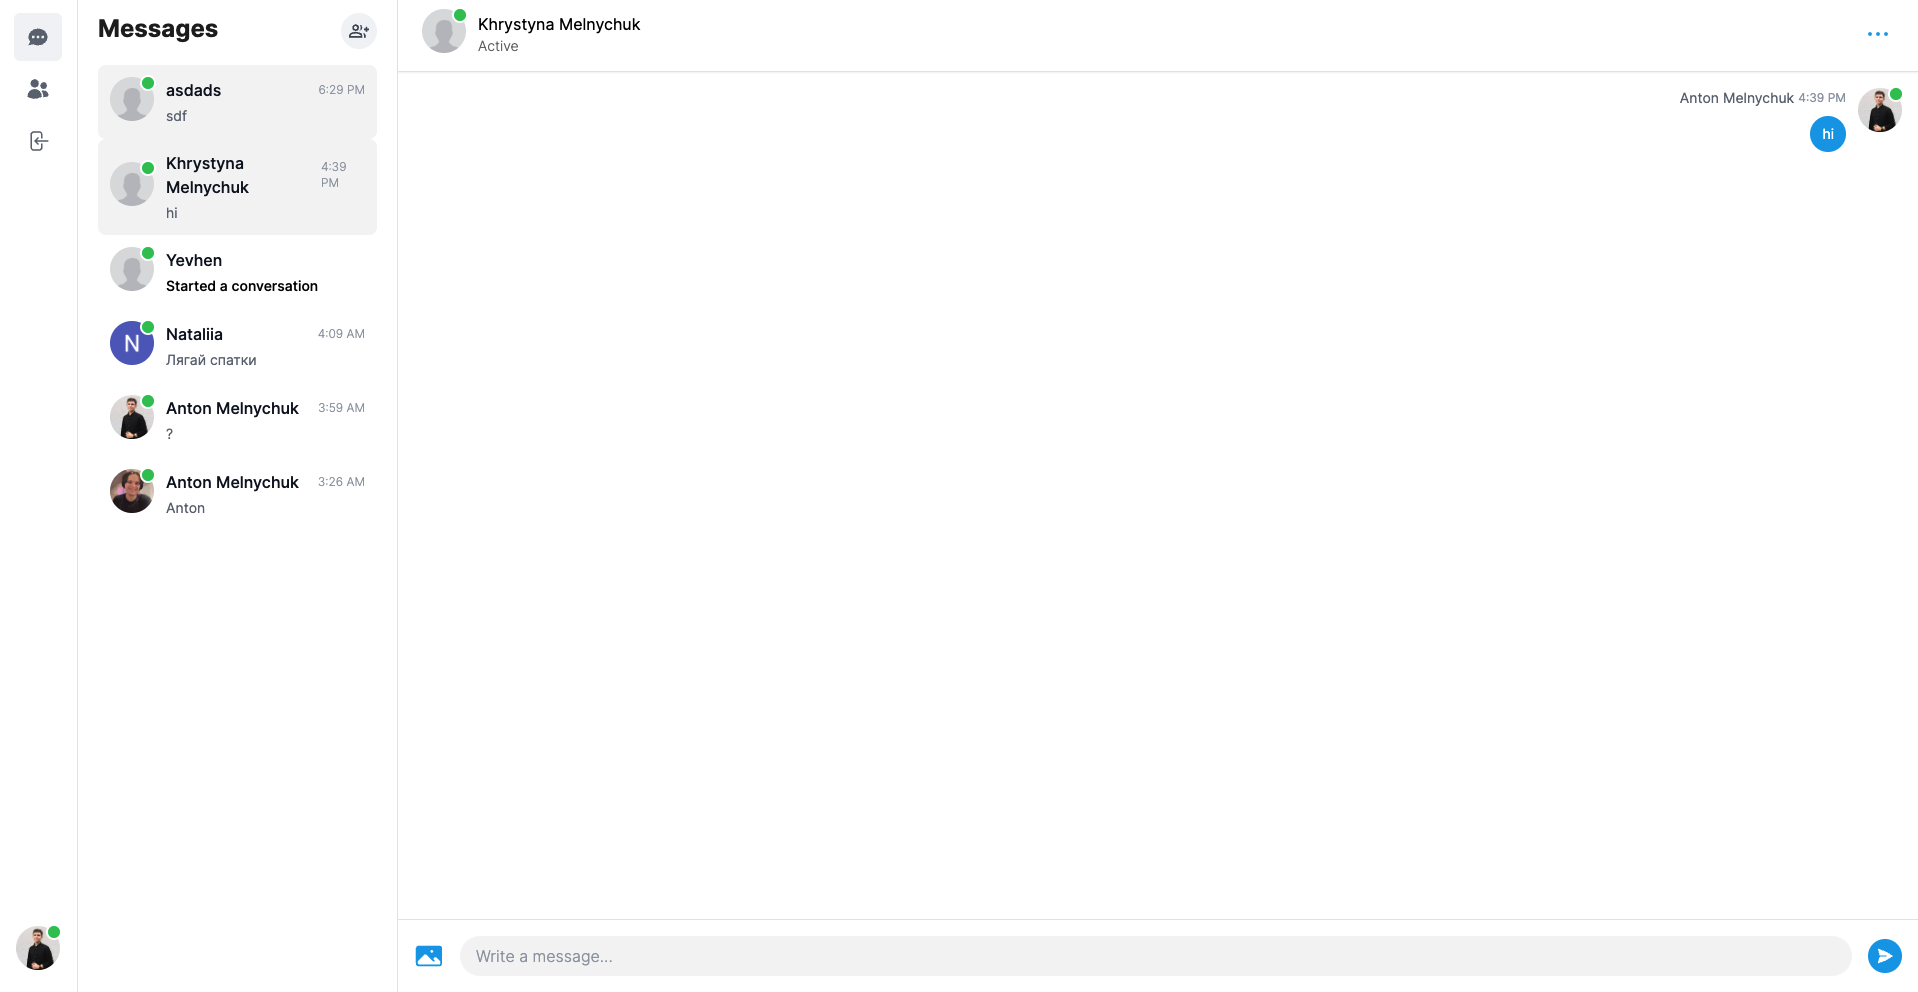 Messages
asdads 6:29 PM
sdf
Khrystyna
Melnychuk
4:39
PM
hi
Yevhen
Started a conversation
N
Nataliia 4:09 AM
Лягай спатки
Anton Melnychuk 3:59 AM
?
Anton Melnychuk 3:26 AM
Anton
Khrystyna Melnychuk
Active
Anton Melnychuk 4:39 PM
hi
Write a message...